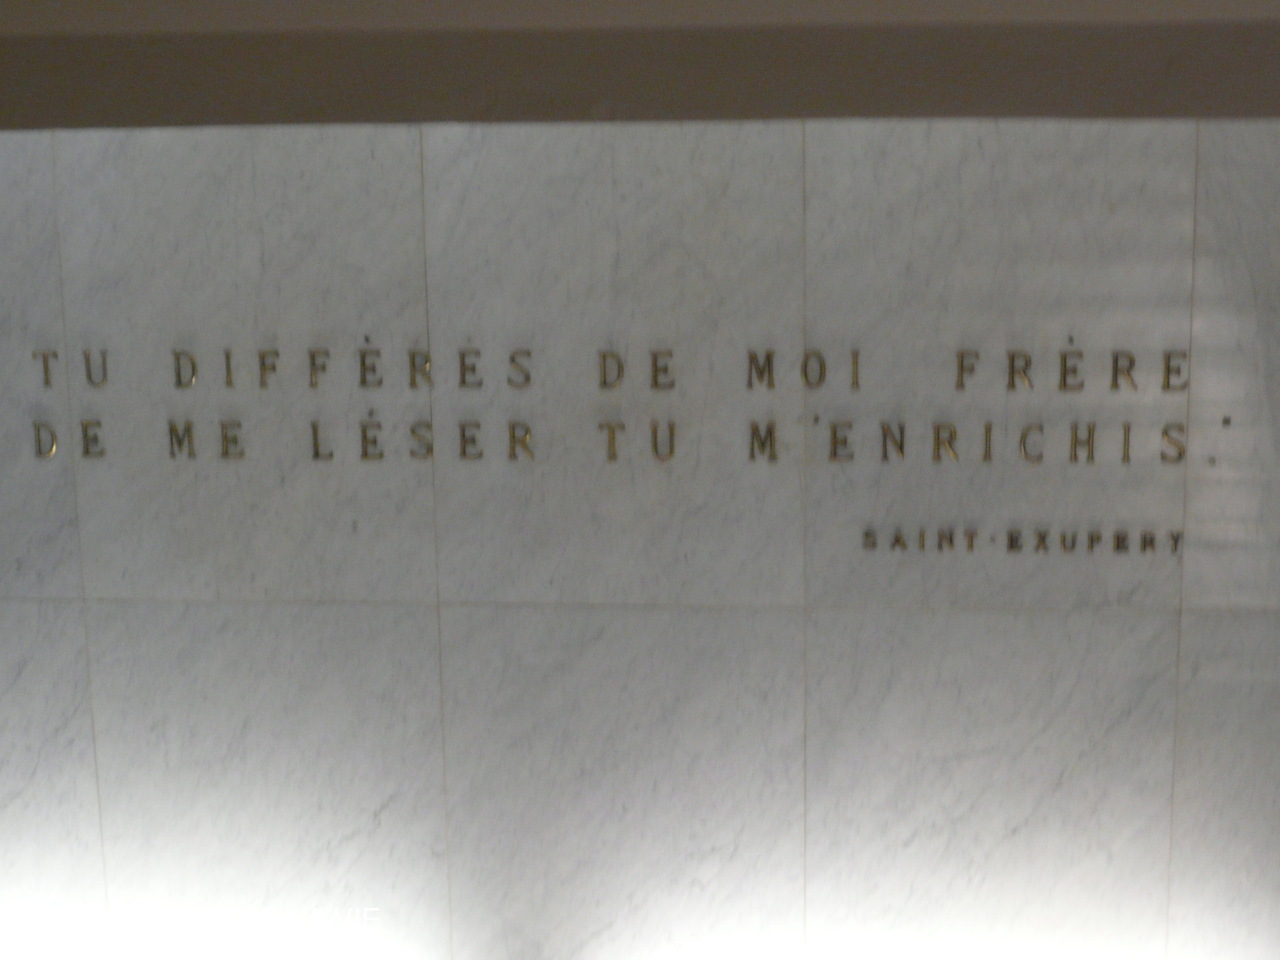 TU DIFFÈRES DE MOI FRÈRE
DE ME LÉSER TU M'ENRICHIS.
SAINT-EXUPERY